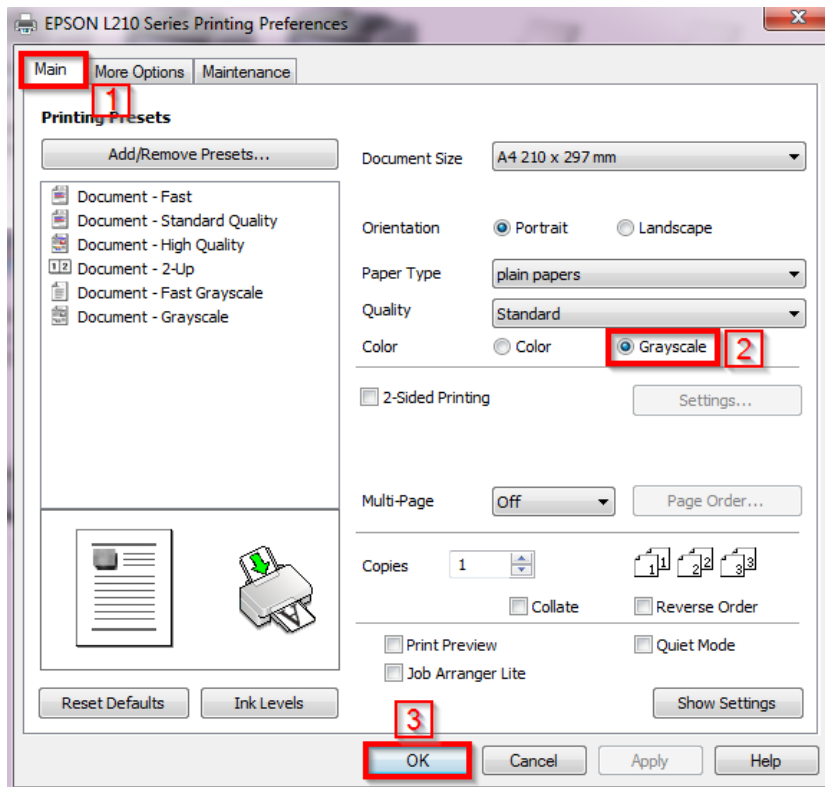 EPSON L210 Series Printing Preferences
Main
More Options
Maintenance
1
Printing Presets
Add/Remove Presets...
Document - Fast
Document - Standard Quality
Document - High Quality
1 2 Document - 2-Up
Document - Fast Grayscale
Document - Grayscale
Document Size A4 210 x 297 mm
Orientation Portrait Landscape
Paper Type plain papers
Quality Standard
Color Color Grayscale 2
2-Sided Printing Settings...
Multi-Page Off Page Order...
Copies 1 1 1 2 2 3 3
Collate Reverse Order
Print Preview Quiet Mode
Job Arranger Lite
Reset Defaults Ink Levels Show Settings
3
OK Cancel Apply Help